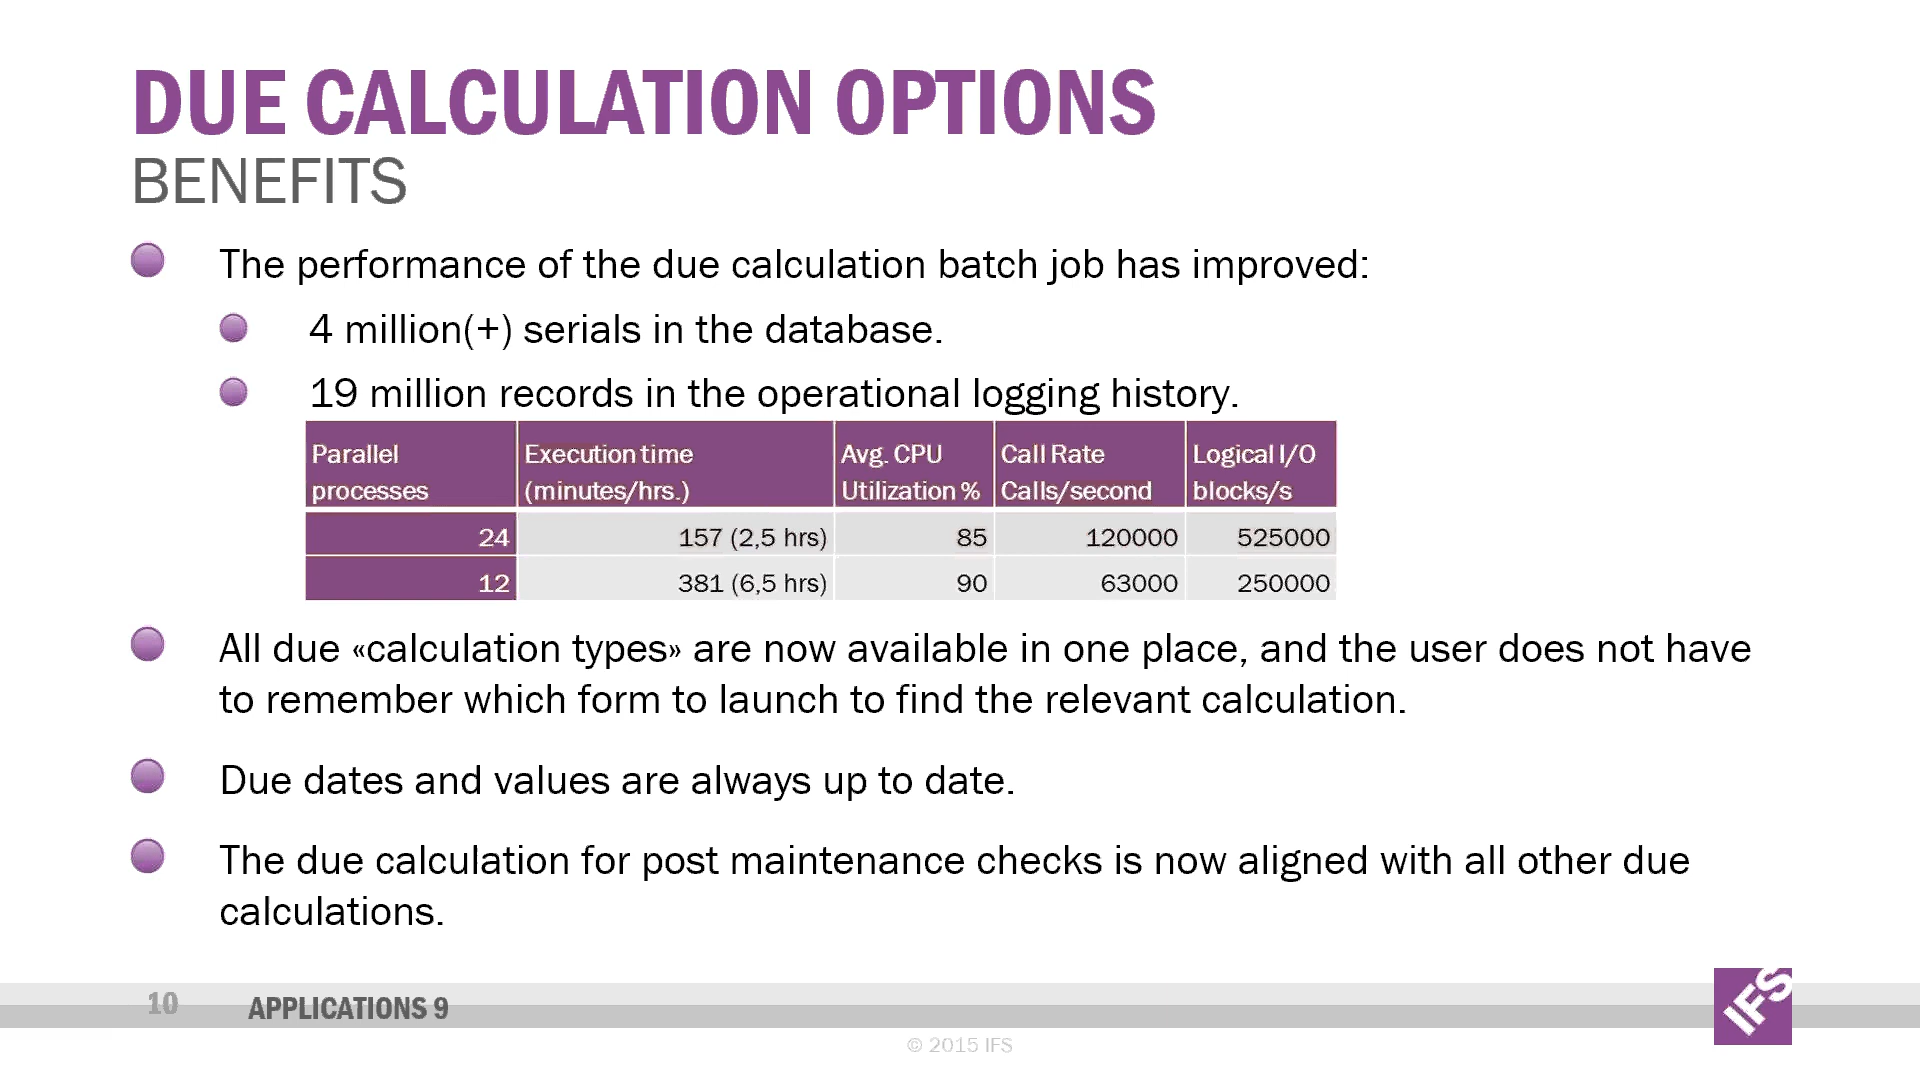 DUE CALCULATION OPTIONS
BENEFITS
The performance of the due calculation batch job has improved:
4 million(+) serials in the database.
19 million records in the operational logging history.
Parallel processes Execution time (minutes/hrs.) Avg. CPU Utilization % Call Rate Calls/second Logical I/O blocks/s
24 157 (2,5 hrs) 85 120000 525000
12 381 (6,5 hrs) 90 63000 250000
All due «calculation types» are now available in one place, and the user does not have
to remember which form to launch to find the relevant calculation.
Due dates and values are always up to date.
The due calculation for post maintenance checks is now aligned with all other due
calculations.
10 APPLICATIONS 9
IFS
© 2015 IFS